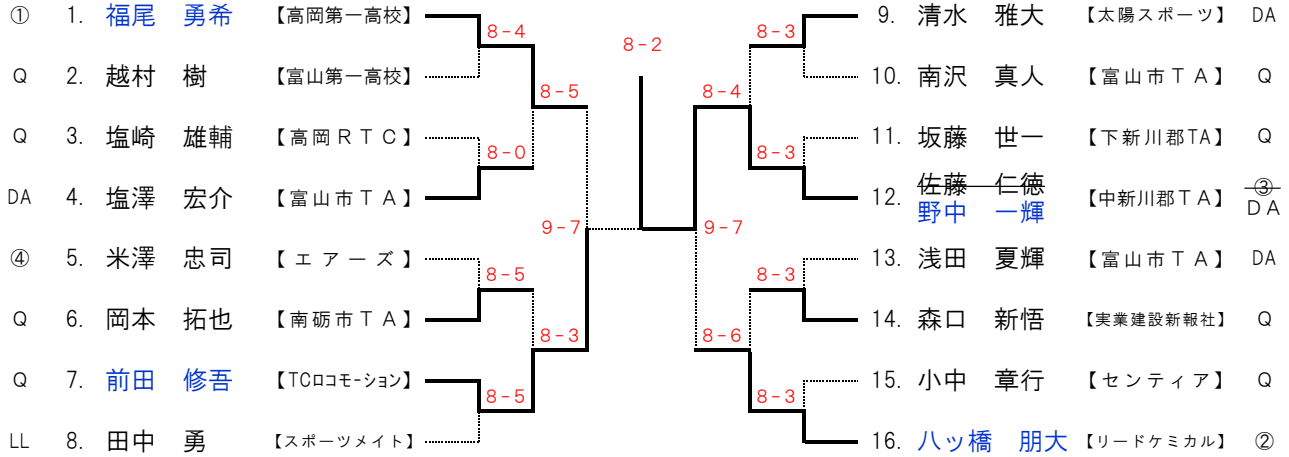 ① 1. 福尾 勇希 【高岡第一高校】
Q 2. 越村 樹 【富山第一高校】
Q 3. 塩崎 雄輔 【高岡RTC】
DA 4. 塩澤 宏介 【富山市TA】
④ 5. 米澤 忠司 【エアーズ】
Q 6. 岡本 拓也 【南砺市TA】
Q 7. 前田 修吾 【TCロコモーション】
LL 8. 田中 勇 【スポーツメイト】
8-4
8-0
8-5
8-5
8-5
8-3
9-7
8-2
9-7
8-4
8-6
8-3
8-3
8-3
8-3
9. 清水 雅大 【太陽スポーツ】 DA
10. 南沢 真人 【富山市TA】 Q
11. 坂藤 世一 【下新川郡TA】 Q
佐藤 仁徳 ③
12. 【中新川郡TA】
野中 一輝 DA
13. 浅田 夏輝 【富山市TA】 DA
14. 森口 新悟 【実業建設新報社】 Q
15. 小中 章行 【センティア】 Q
16. 八ッ橋 朋大 【リードケミカル】 ②